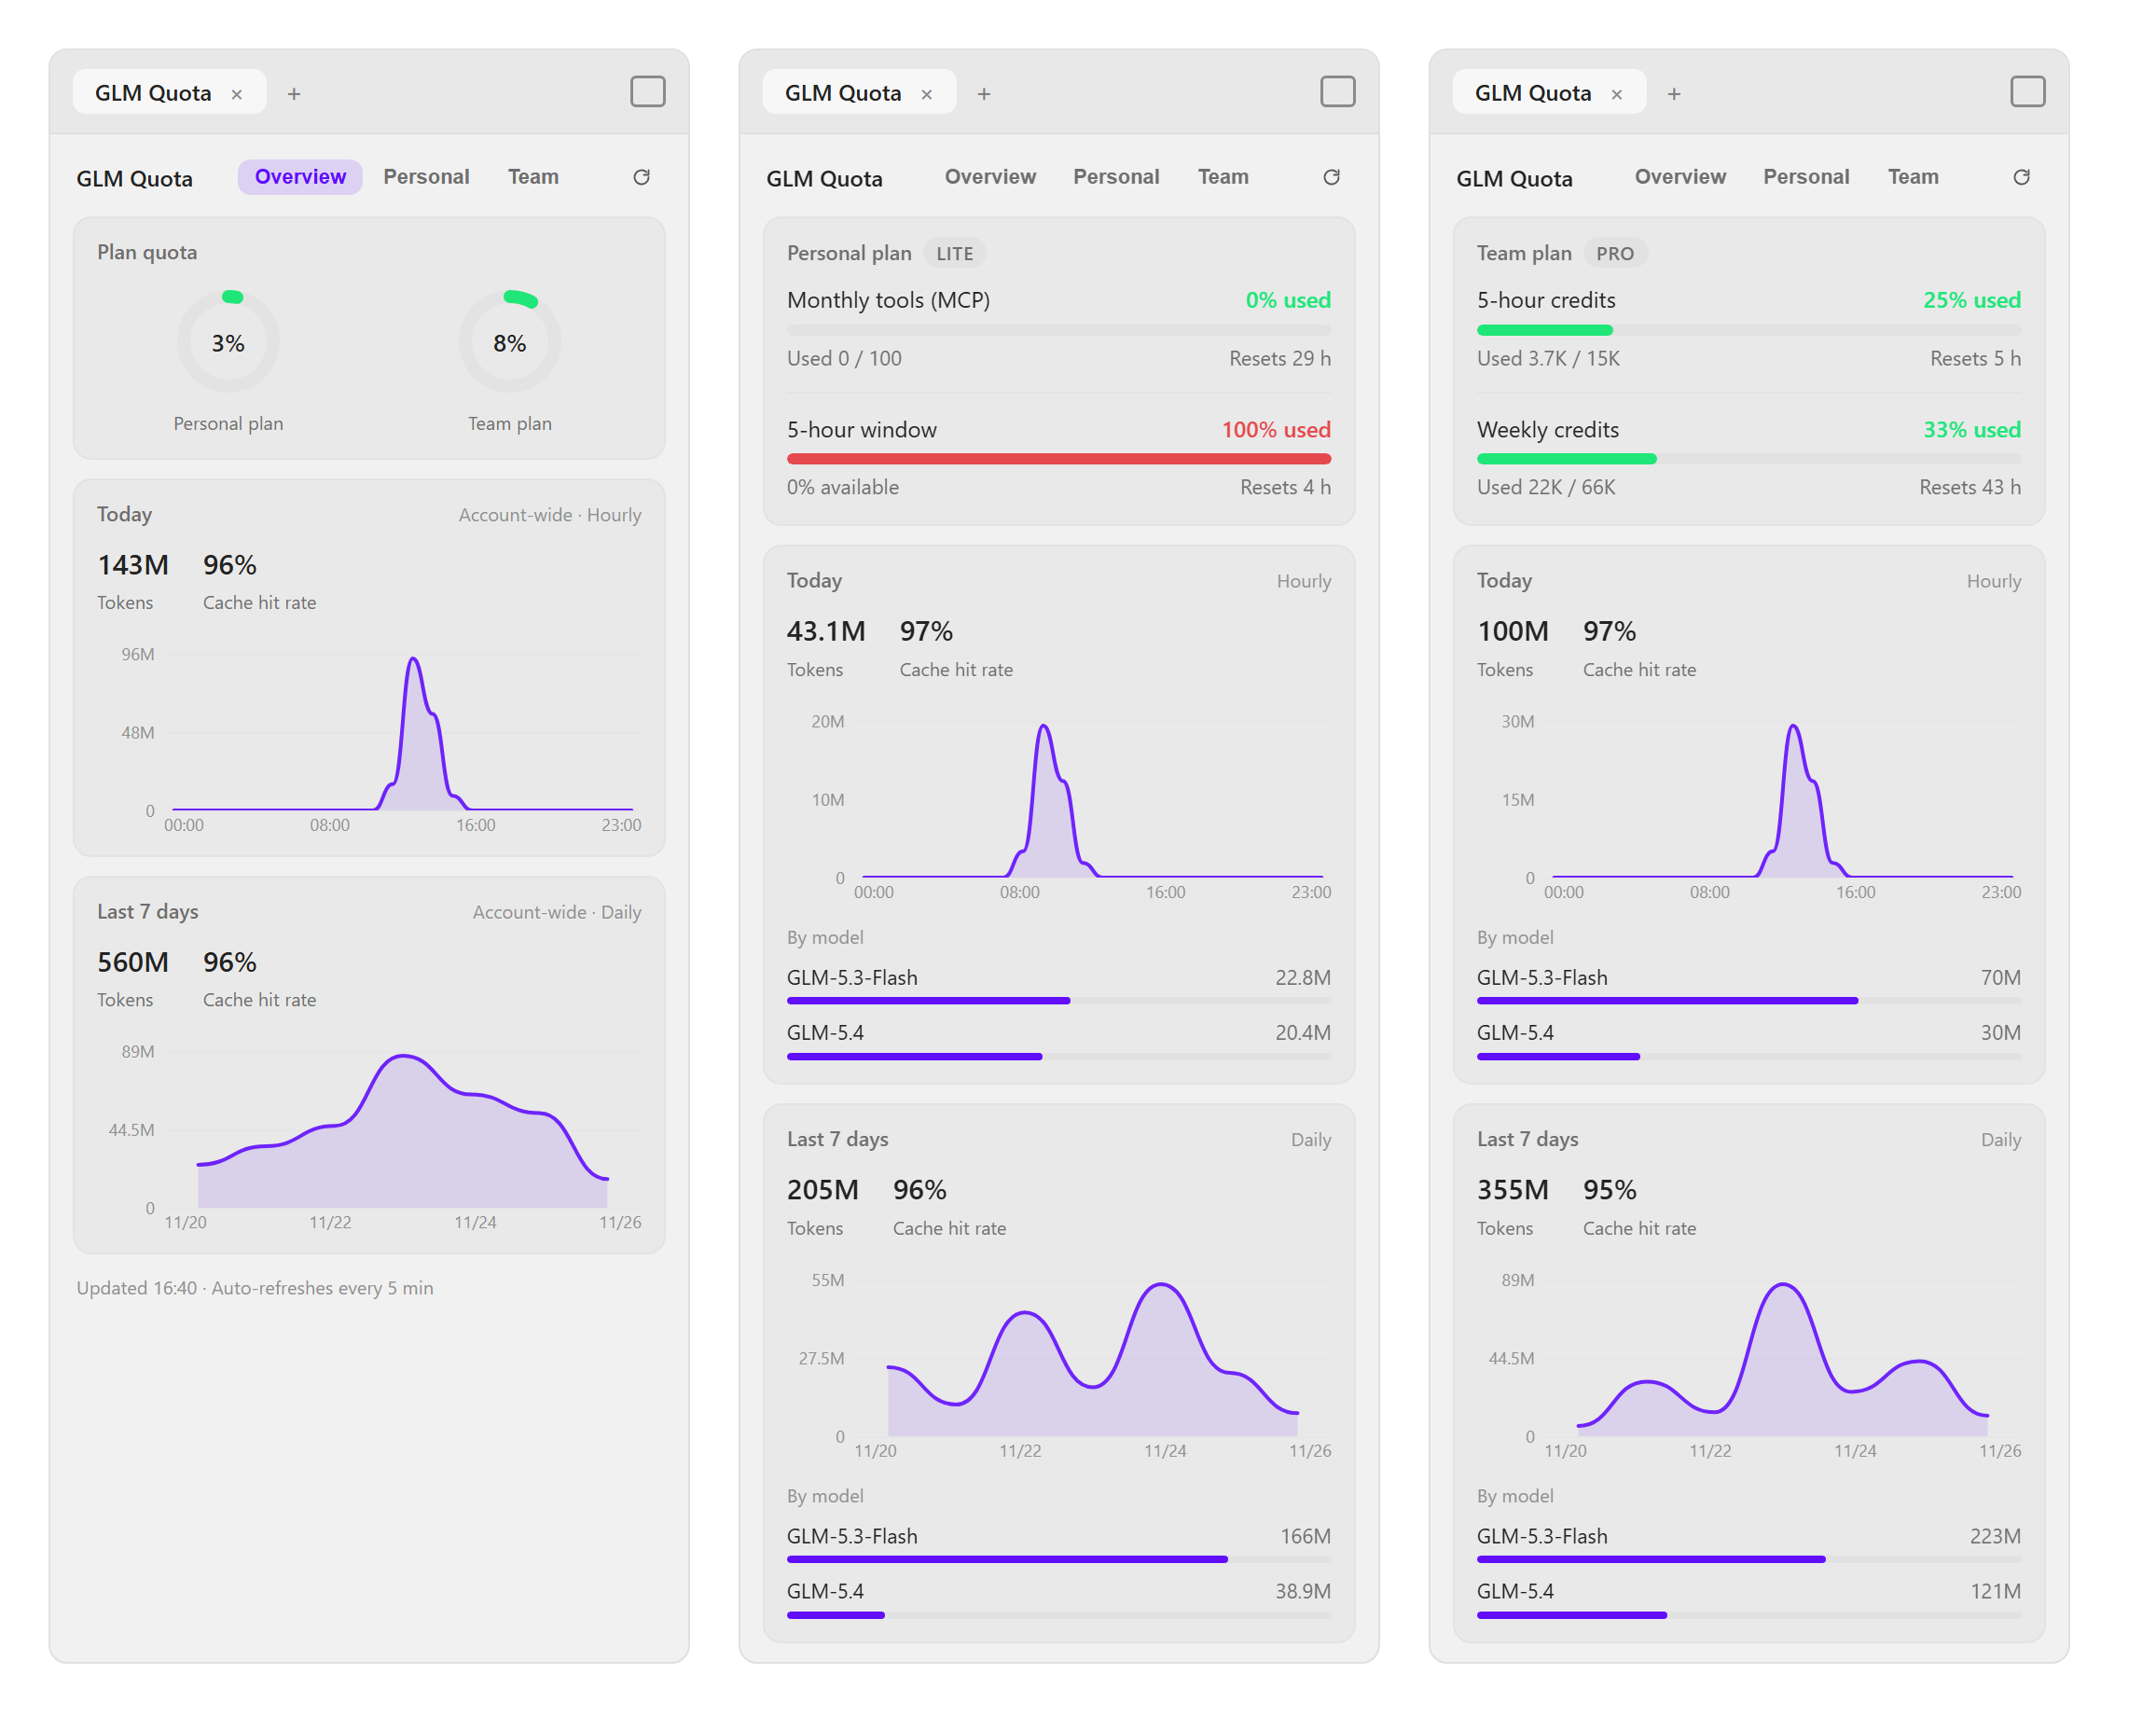 GLM Quota × +
GLM Quota Overview Personal Team
Plan quota
3% 8%
Personal plan Team plan
Today Account-wide · Hourly
143M 96%
Tokens Cache hit rate
96M
48M
0
00:00 08:00 16:00 23:00
Last 7 days Account-wide · Daily
560M 96%
Tokens Cache hit rate
89M
44.5M
0
11/20 11/22 11/24 11/26
Updated 16:40 · Auto-refreshes every 5 min
GLM Quota × +
GLM Quota Overview Personal Team
Personal plan LITE
Monthly tools (MCP) 0% used
Used 0 / 100 Resets 29 h
5-hour window 100% used
0% available Resets 4 h
Today Hourly
43.1M 97%
Tokens Cache hit rate
20M
10M
0
00:00 08:00 16:00 23:00
By model
GLM-5.3-Flash 22.8M
GLM-5.4 20.4M
Last 7 days Daily
205M 96%
Tokens Cache hit rate
55M
27.5M
0
11/20 11/22 11/24 11/26
By model
GLM-5.3-Flash 166M
GLM-5.4 38.9M
GLM Quota × +
GLM Quota Overview Personal Team
Team plan PRO
5-hour credits 25% used
Used 3.7K / 15K Resets 5 h
Weekly credits 33% used
Used 22K / 66K Resets 43 h
Today Hourly
100M 97%
Tokens Cache hit rate
30M
15M
0
00:00 08:00 16:00 23:00
By model
GLM-5.3-Flash 70M
GLM-5.4 30M
Last 7 days Daily
355M 95%
Tokens Cache hit rate
89M
44.5M
0
11/20 11/22 11/24 11/26
By model
GLM-5.3-Flash 223M
GLM-5.4 121M